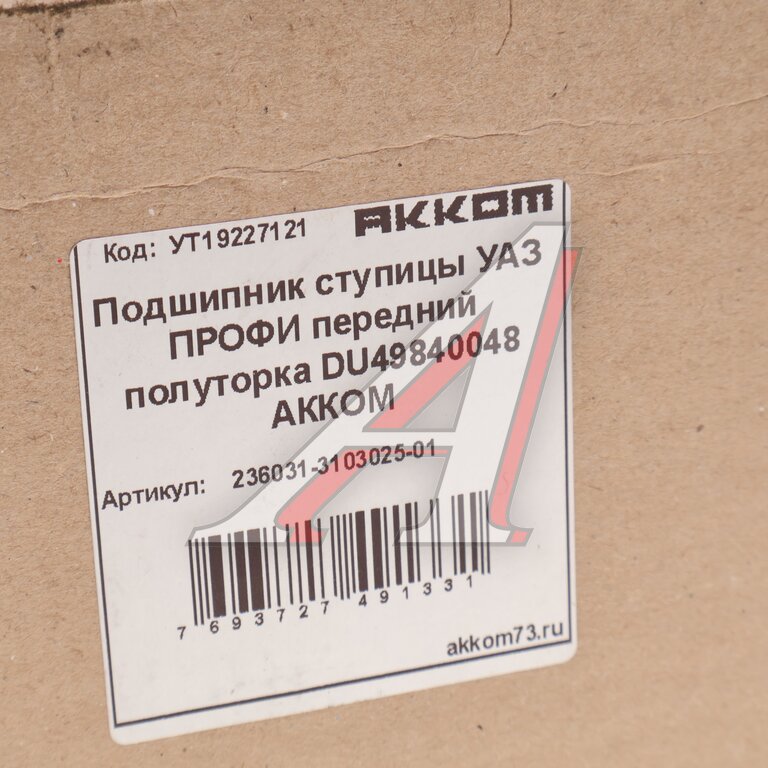 Код: УТ19227121 AKKOM
Подшипник ступицы УАЗ
ПРОФИ передний
полуторка DU49840048
АККОМ
Артикул: 236031-3103025-01
7 693727 491331
akkom73.ru